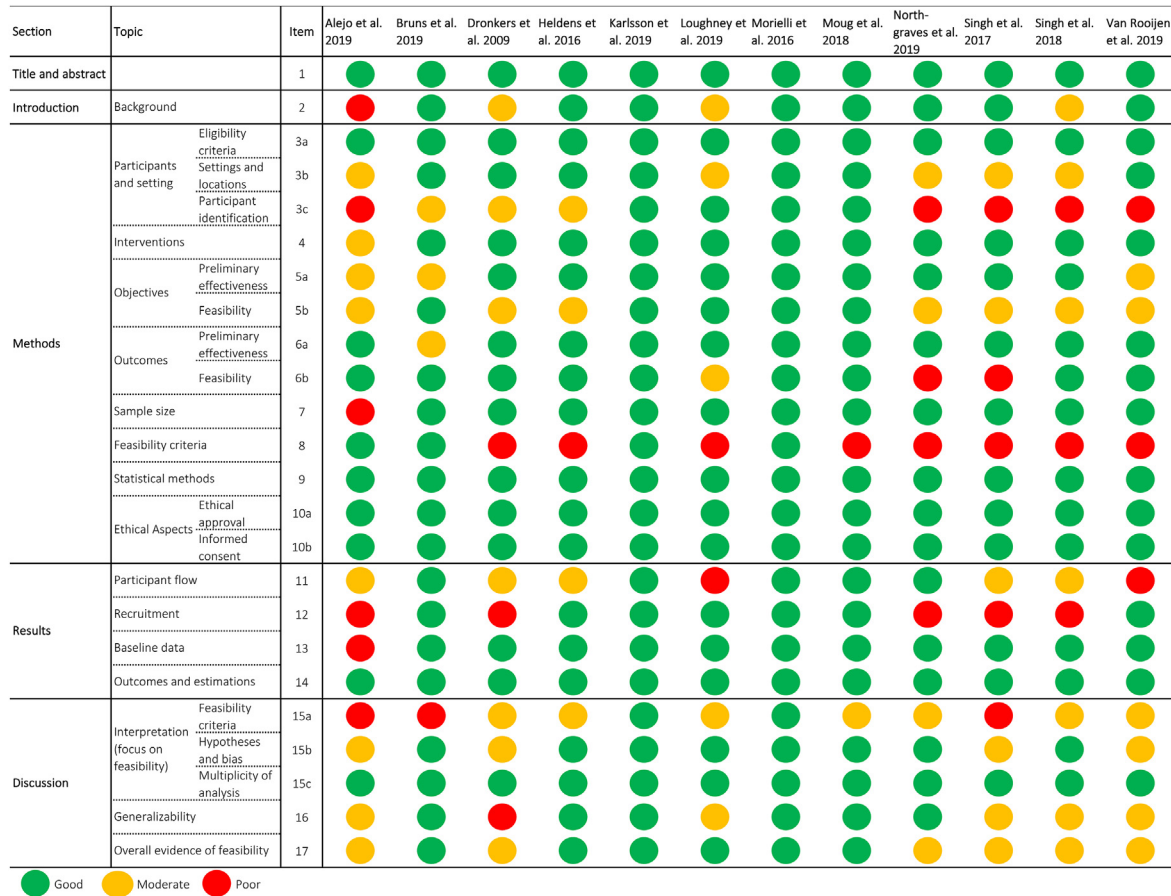 Section Topic Item Alejo et al. 2019 Bruns et al. 2019 Dronkers et al. 2009 Heldens et al. 2016 Karlsson et al. 2019 Loughney et al. 2019 Morielli et al. 2016 Moug et al. 2018 North-graves et al. 2019 Singh et al. 2017 Singh et al. 2018 Van Rooijen et al. 2019
Title and abstract 1
Introduction Background 2
Methods
Participants and setting
Eligibility criteria 3a
Settings and locations 3b
Participant identification 3c
Interventions 4
Objectives
Preliminary effectiveness 5a
Feasibility 5b
Outcomes
Preliminary effectiveness 6a
Feasibility 6b
Sample size 7
Feasibility criteria 8
Statistical methods 9
Ethical Aspects
Ethical approval 10a
Informed consent 10b
Results
Participant flow 11
Recruitment 12
Baseline data 13
Outcomes and estimations 14
Discussion
Interpretation (focus on feasibility)
Feasibility criteria 15a
Hypotheses and bias 15b
Multiplicity of analysis 15c
Generalizability 16
Overall evidence of feasibility 17
Good Moderate Poor